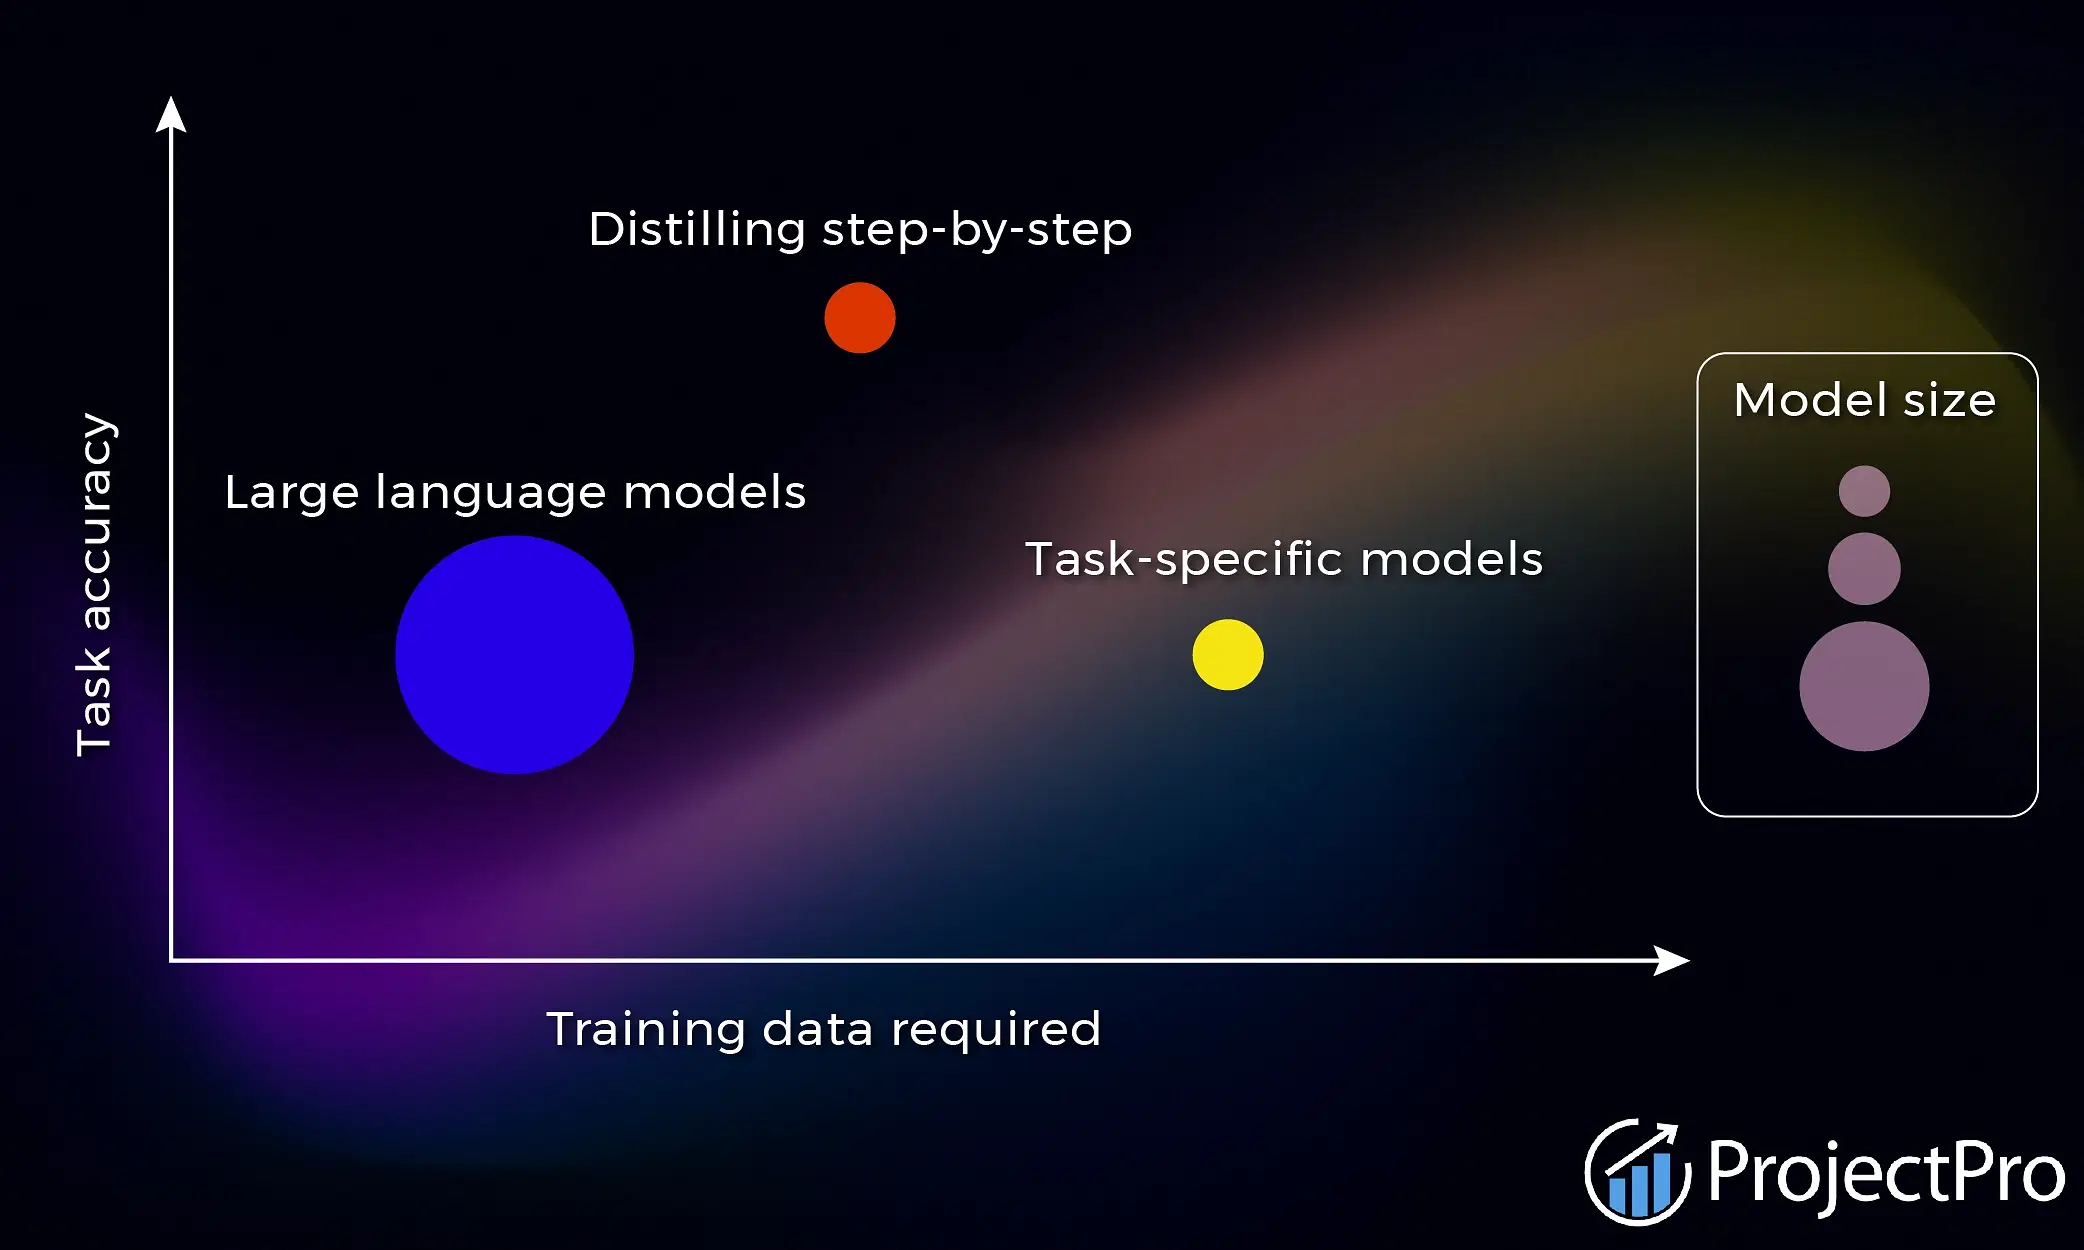 Distilling step-by-step
Large language models
Task-specific models
Task accuracy
Training data required
Model size
ProjectPro